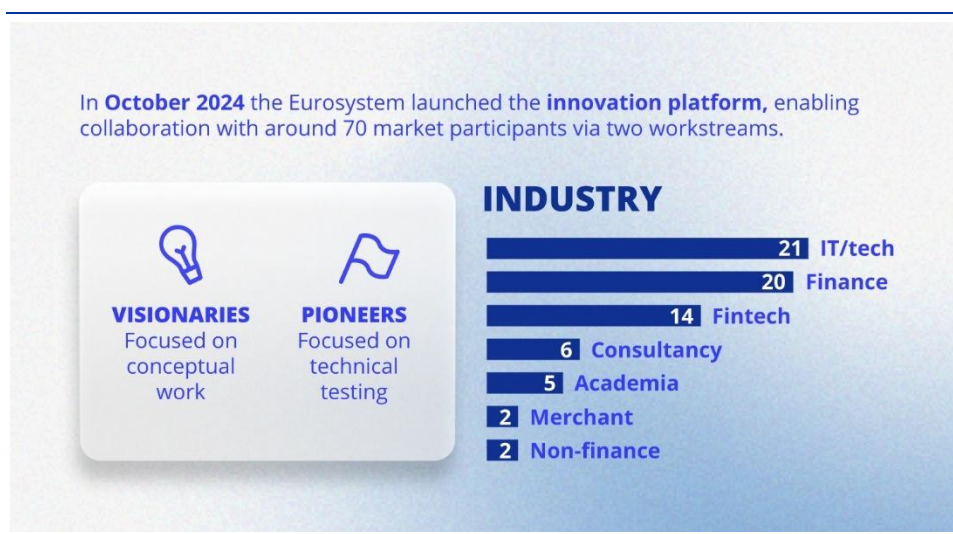 In October 2024 the Eurosystem launched the innovation platform, enabling
collaboration with around 70 market participants via two workstreams.
VISIONARIES
Focused on
conceptual
work
PIONEERS
Focused on
technical
testing
INDUSTRY
21 IT/tech
20 Finance
14 Fintech
6 Consultancy
5 Academia
2 Merchant
2 Non-finance